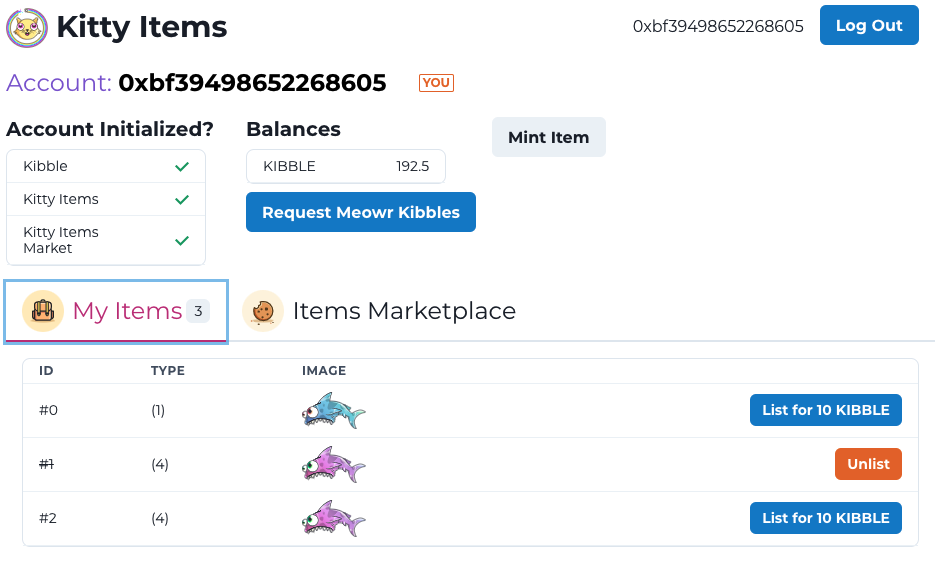 Kitty Items
0xbf39498652268605
Log Out
Account: 0xbf39498652268605
YOU
Account Initialized?
Kibble
Kitty Items
Kitty Items
Market
Balances
KIBBLE 192.5
Request Meowr Kibbles
Mint Item
My Items 3
Items Marketplace
ID TYPE IMAGE
#0 (1) List for 10 KIBBLE
#1 (4) Unlist
#2 (4) List for 10 KIBBLE